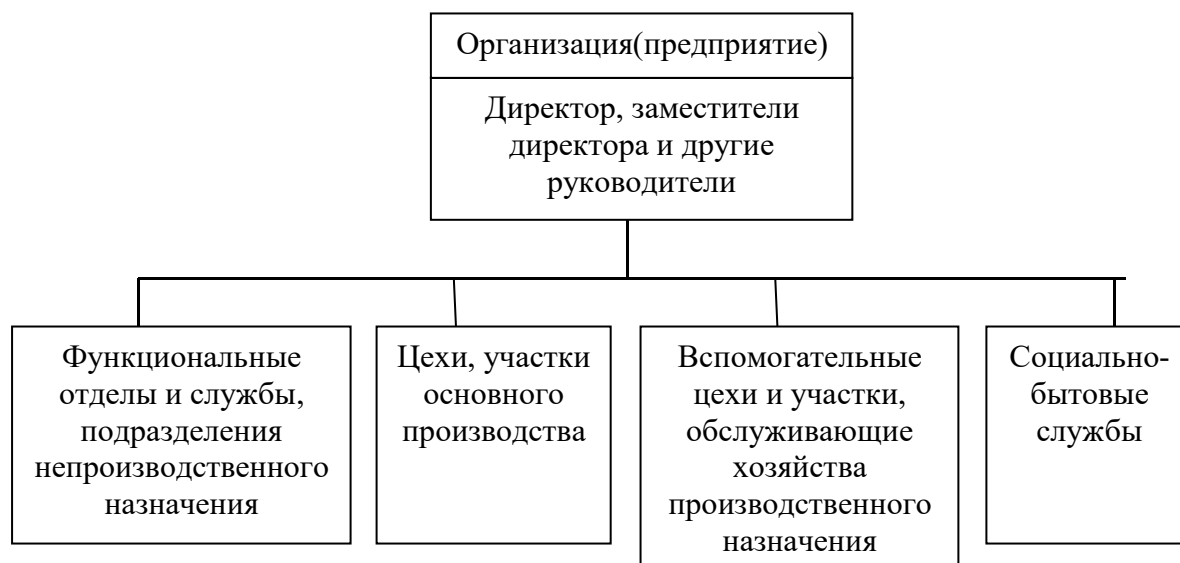 Организация(предприятие)
Директор, заместители
директора и другие
руководители
Функциональные
отделы и службы,
подразделения
непроизводственного
назначения
Цехи, участки
основного
производства
Вспомогательные
цехи и участки,
обслуживающие
хозяйства
производственного
назначения
Социально-
бытовые
службы